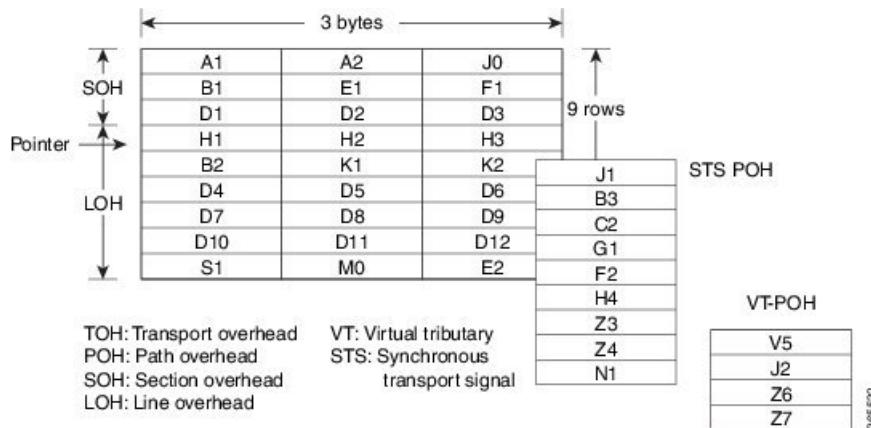 3 bytes
A1 A2 J0
SOH B1 E1 F1
D1 D2 D3 9 rows
Pointer H1 H2 H3
B2 K1 K2
J1 STS POH
LOH D4 D5 D6
B3
D7 D8 D9
C2
D10 D11 D12
G1
S1 M0 E2
F2
H4
VT-POH
Z3
Z4
N1
V5
J2
Z6
Z7
TOH: Transport overhead
POH: Path overhead
SOH: Section overhead
LOH: Line overhead
VT: Virtual tributary
STS: Synchronous
transport signal